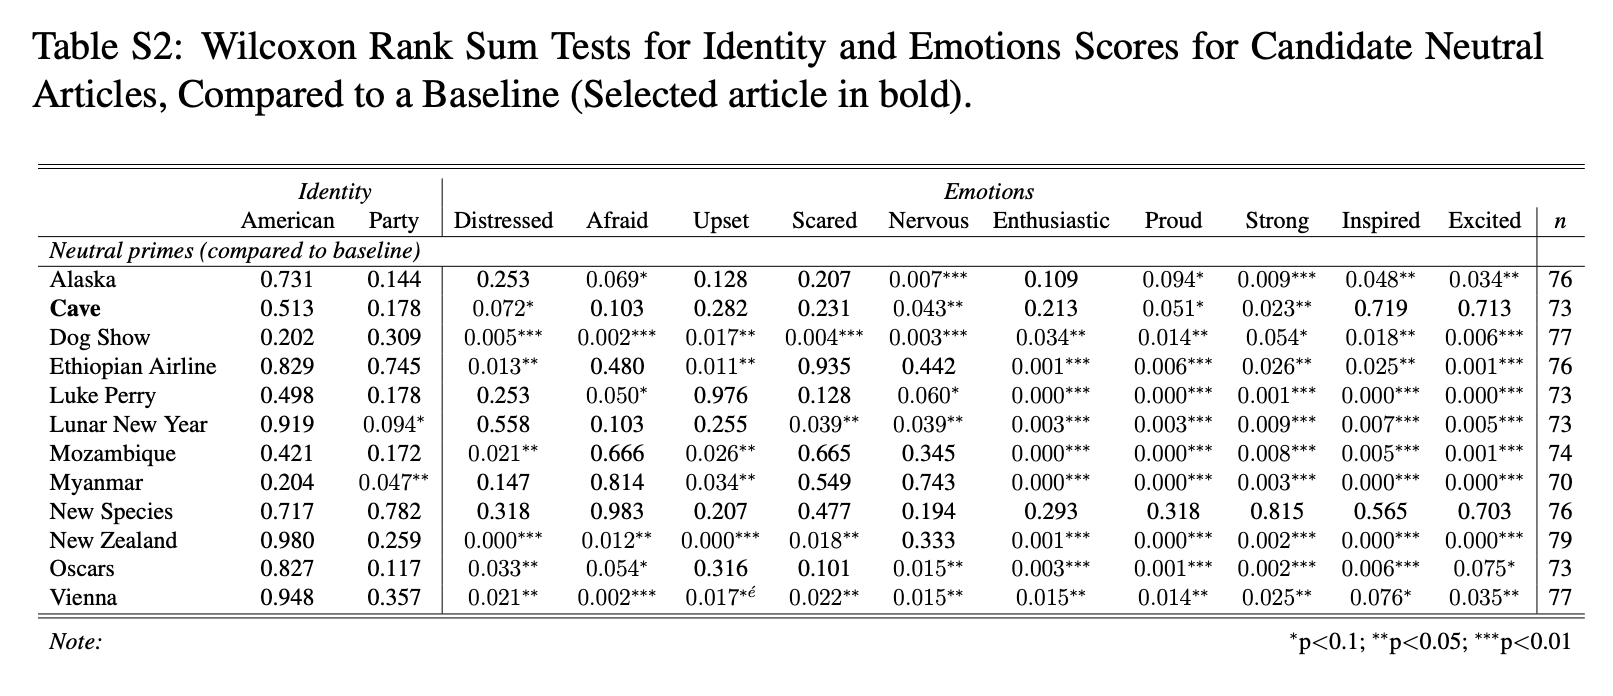 Table S2: Wilcoxon Rank Sum Tests for Identity and Emotions Scores for Candidate Neutral
Articles, Compared to a Baseline (Selected article in bold).
Identity Emotions
American Party Distressed Afraid Upset Scared Nervous Enthusiastic Proud Strong Inspired Excited n
Neutral primes (compared to baseline)
Alaska 0.731 0.144 0.253 0.069* 0.128 0.207 0.007*** 0.109 0.094* 0.009*** 0.048** 0.034** 76
Cave 0.513 0.178 0.072* 0.103 0.282 0.231 0.043** 0.213 0.051* 0.023** 0.719 0.713 73
Dog Show 0.202 0.309 0.005*** 0.002*** 0.017** 0.004*** 0.003*** 0.034** 0.014** 0.054* 0.018** 0.006*** 77
Ethiopian Airline 0.829 0.745 0.013** 0.480 0.011** 0.935 0.442 0.001*** 0.006*** 0.026** 0.025** 0.001*** 76
Luke Perry 0.498 0.178 0.253 0.050* 0.976 0.128 0.060* 0.000*** 0.000*** 0.001*** 0.000*** 0.000*** 73
Lunar New Year 0.919 0.094* 0.558 0.103 0.255 0.039** 0.039** 0.003*** 0.003*** 0.009*** 0.007*** 0.005*** 73
Mozambique 0.421 0.172 0.021** 0.666 0.026** 0.665 0.345 0.000*** 0.000*** 0.008*** 0.005*** 0.001*** 74
Myanmar 0.204 0.047** 0.147 0.814 0.034** 0.549 0.743 0.000*** 0.000*** 0.003*** 0.000*** 0.000*** 70
New Species 0.717 0.782 0.318 0.983 0.207 0.477 0.194 0.293 0.318 0.815 0.565 0.703 76
New Zealand 0.980 0.259 0.000*** 0.012** 0.000*** 0.018** 0.333 0.001*** 0.000*** 0.002*** 0.000*** 0.000*** 79
Oscars 0.827 0.117 0.033** 0.054* 0.316 0.101 0.015** 0.003*** 0.001*** 0.002*** 0.006*** 0.075* 73
Vienna 0.948 0.357 0.021** 0.002*** 0.017*é 0.022** 0.015** 0.015** 0.014** 0.025** 0.076* 0.035** 77
Note: *p<0.1; **p<0.05; ***p<0.01